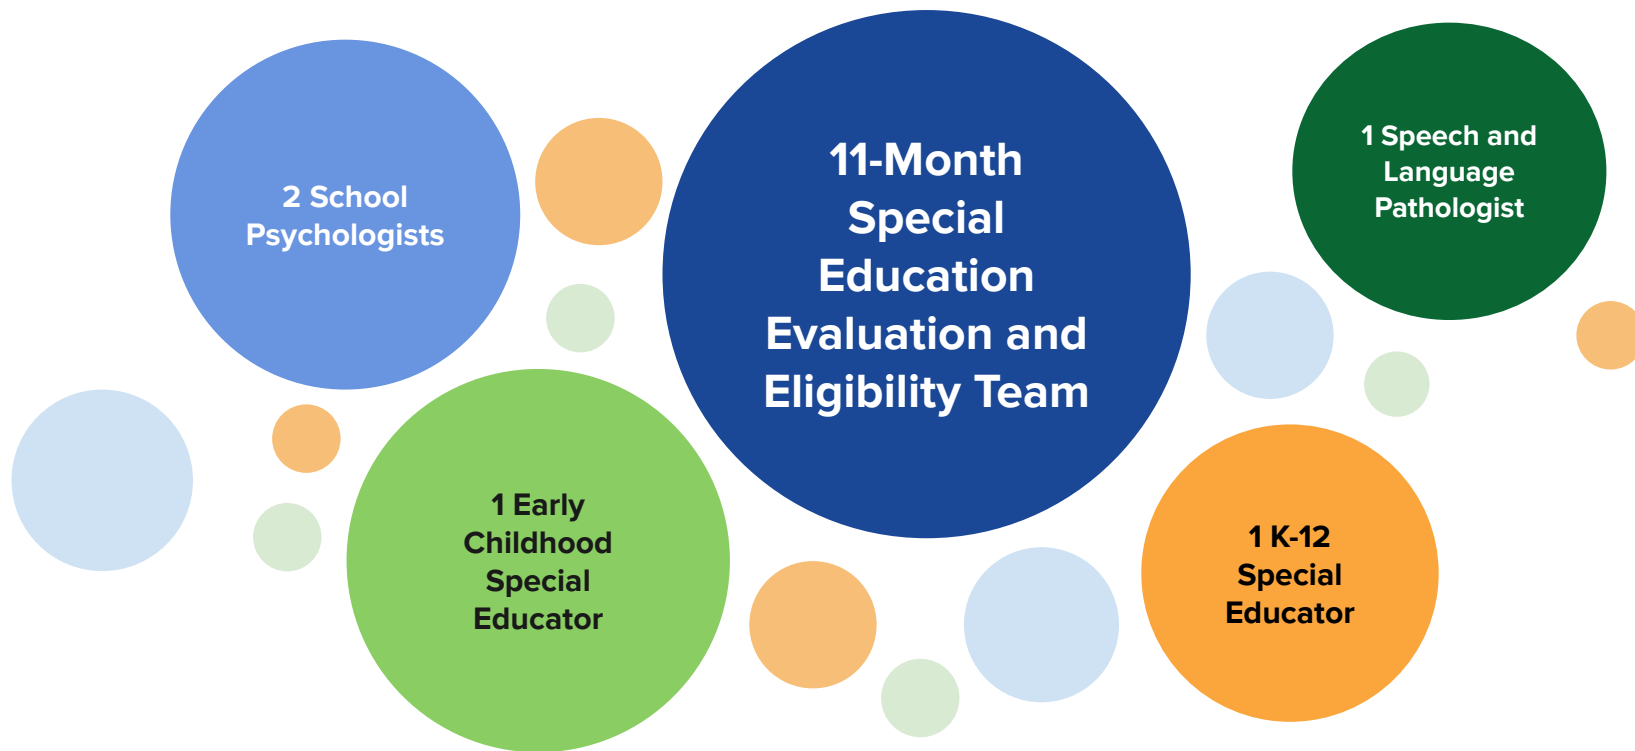 2 School
Psychologists
11-Month
Special
Education
Evaluation and
Eligibility Team
1 Speech and
Language
Pathologist
1 Early
Childhood
Special
Educator
1 K-12
Special
Educator